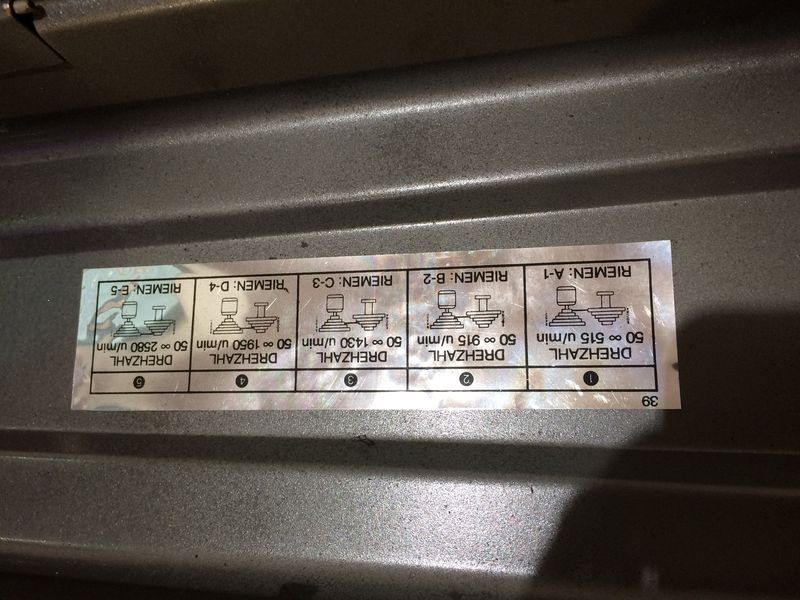 39
1 2 3 4 5
DREHZAHL DREHZAHL DREHZAHL DREHZAHL DREHZAHL
50 ∞ 515 u/min 50 ∞ 915 u/min 50 ∞ 1430 u/min 50 ∞ 1950 u/min 50 ∞ 2580 u/min
RIEMEN: A-1 RIEMEN: B-2 RIEMEN: C-3 RIEMEN: D-4 RIEMEN: E-5